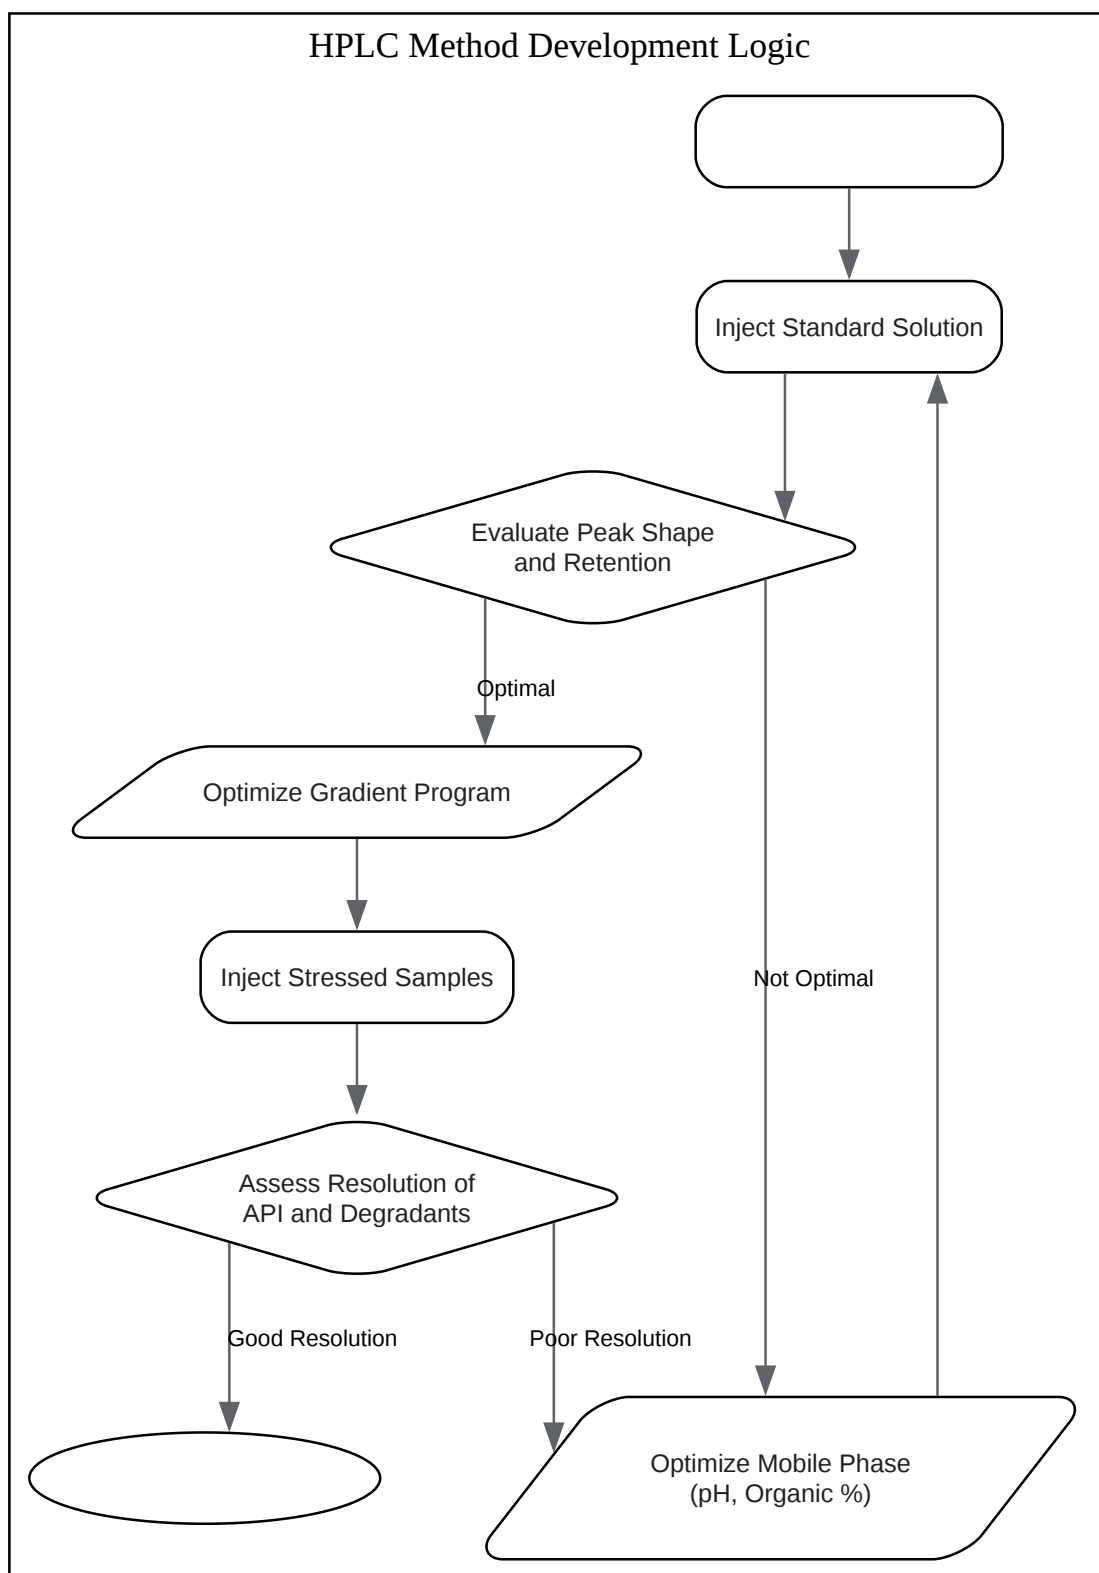 HPLC Method Development Logic
Inject Standard Solution
Evaluate Peak Shape
and Retention
Optimal
Optimize Gradient Program
Inject Stressed Samples
Not Optimal
Assess Resolution of
API and Degradants
Good Resolution
Poor Resolution
Optimize Mobile Phase
(pH, Organic %)